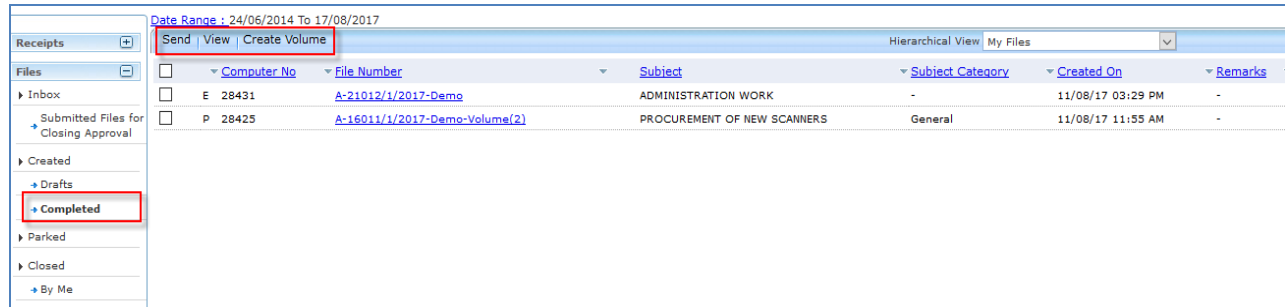 Date Range : 24/06/2014 To 17/08/2017
Receipts
Send View Create Volume
Hierarchical View My Files
Files
Computer No File Number Subject Subject Category Created On Remarks
Inbox
E 28431 A-21012/1/2017-Demo ADMINISTRATION WORK - 11/08/17 03:29 PM -
Submitted Files for
Closing Approval
P 28425 A-16011/1/2017-Demo-Volume(2) PROCUREMENT OF NEW SCANNERS General 11/08/17 11:55 AM -
Created
Drafts
Completed
Parked
Closed
By Me